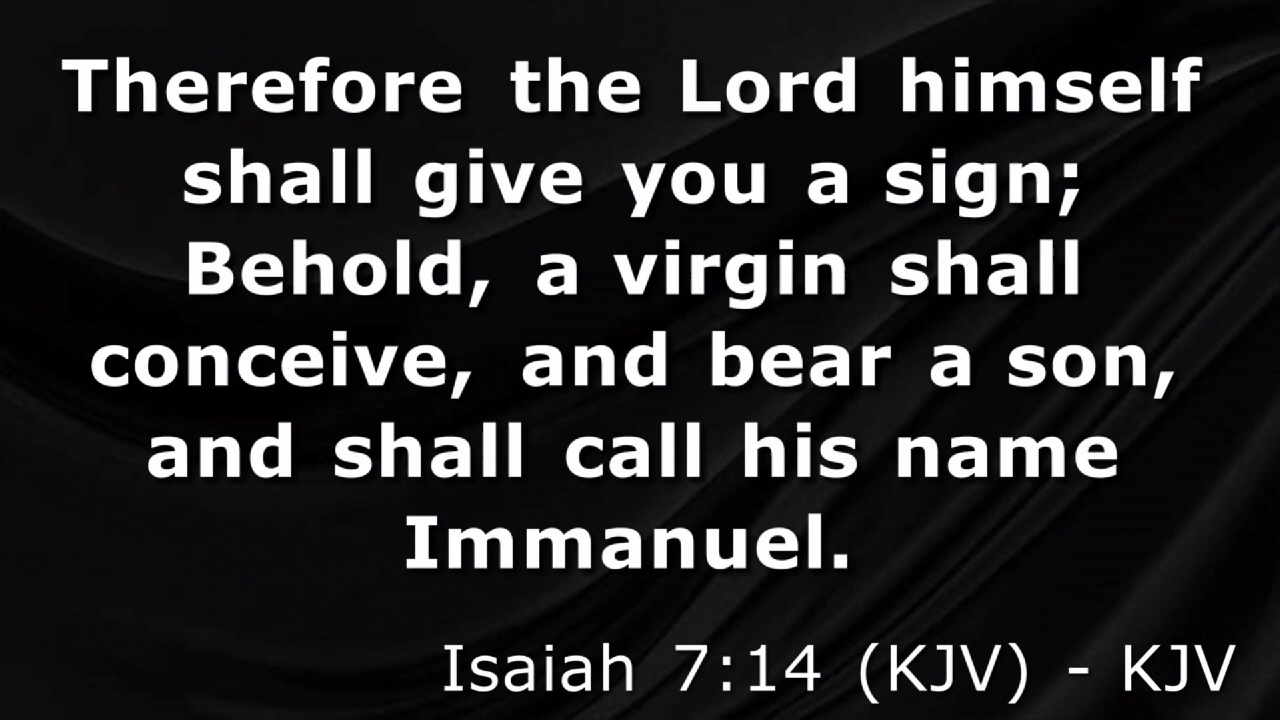 Therefore the Lord himself
shall give you a sign;
Behold, a virgin shall
conceive, and bear a son,
and shall call his name
Immanuel.
Isaiah 7:14 (KJV) - KJV